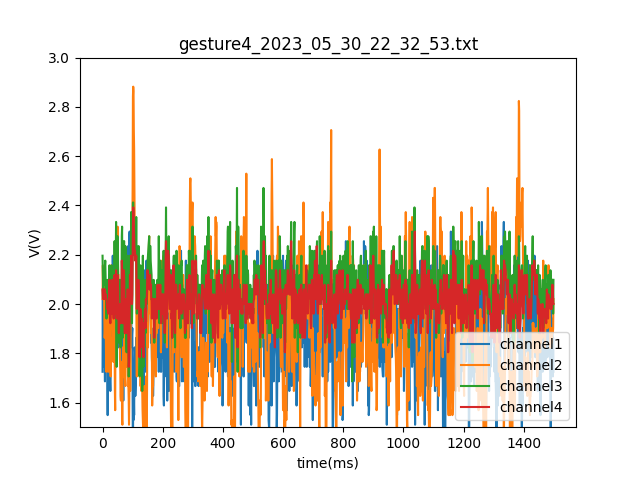 gesture4_2023_05_30_22_32_53.txt
3.0
2.8
2.6
2.4
2.2
2.0
1.8
1.6
V(V)
channel1
channel2
channel3
channel4
0 200 400 600 800 1000 1200 1400
time(ms)